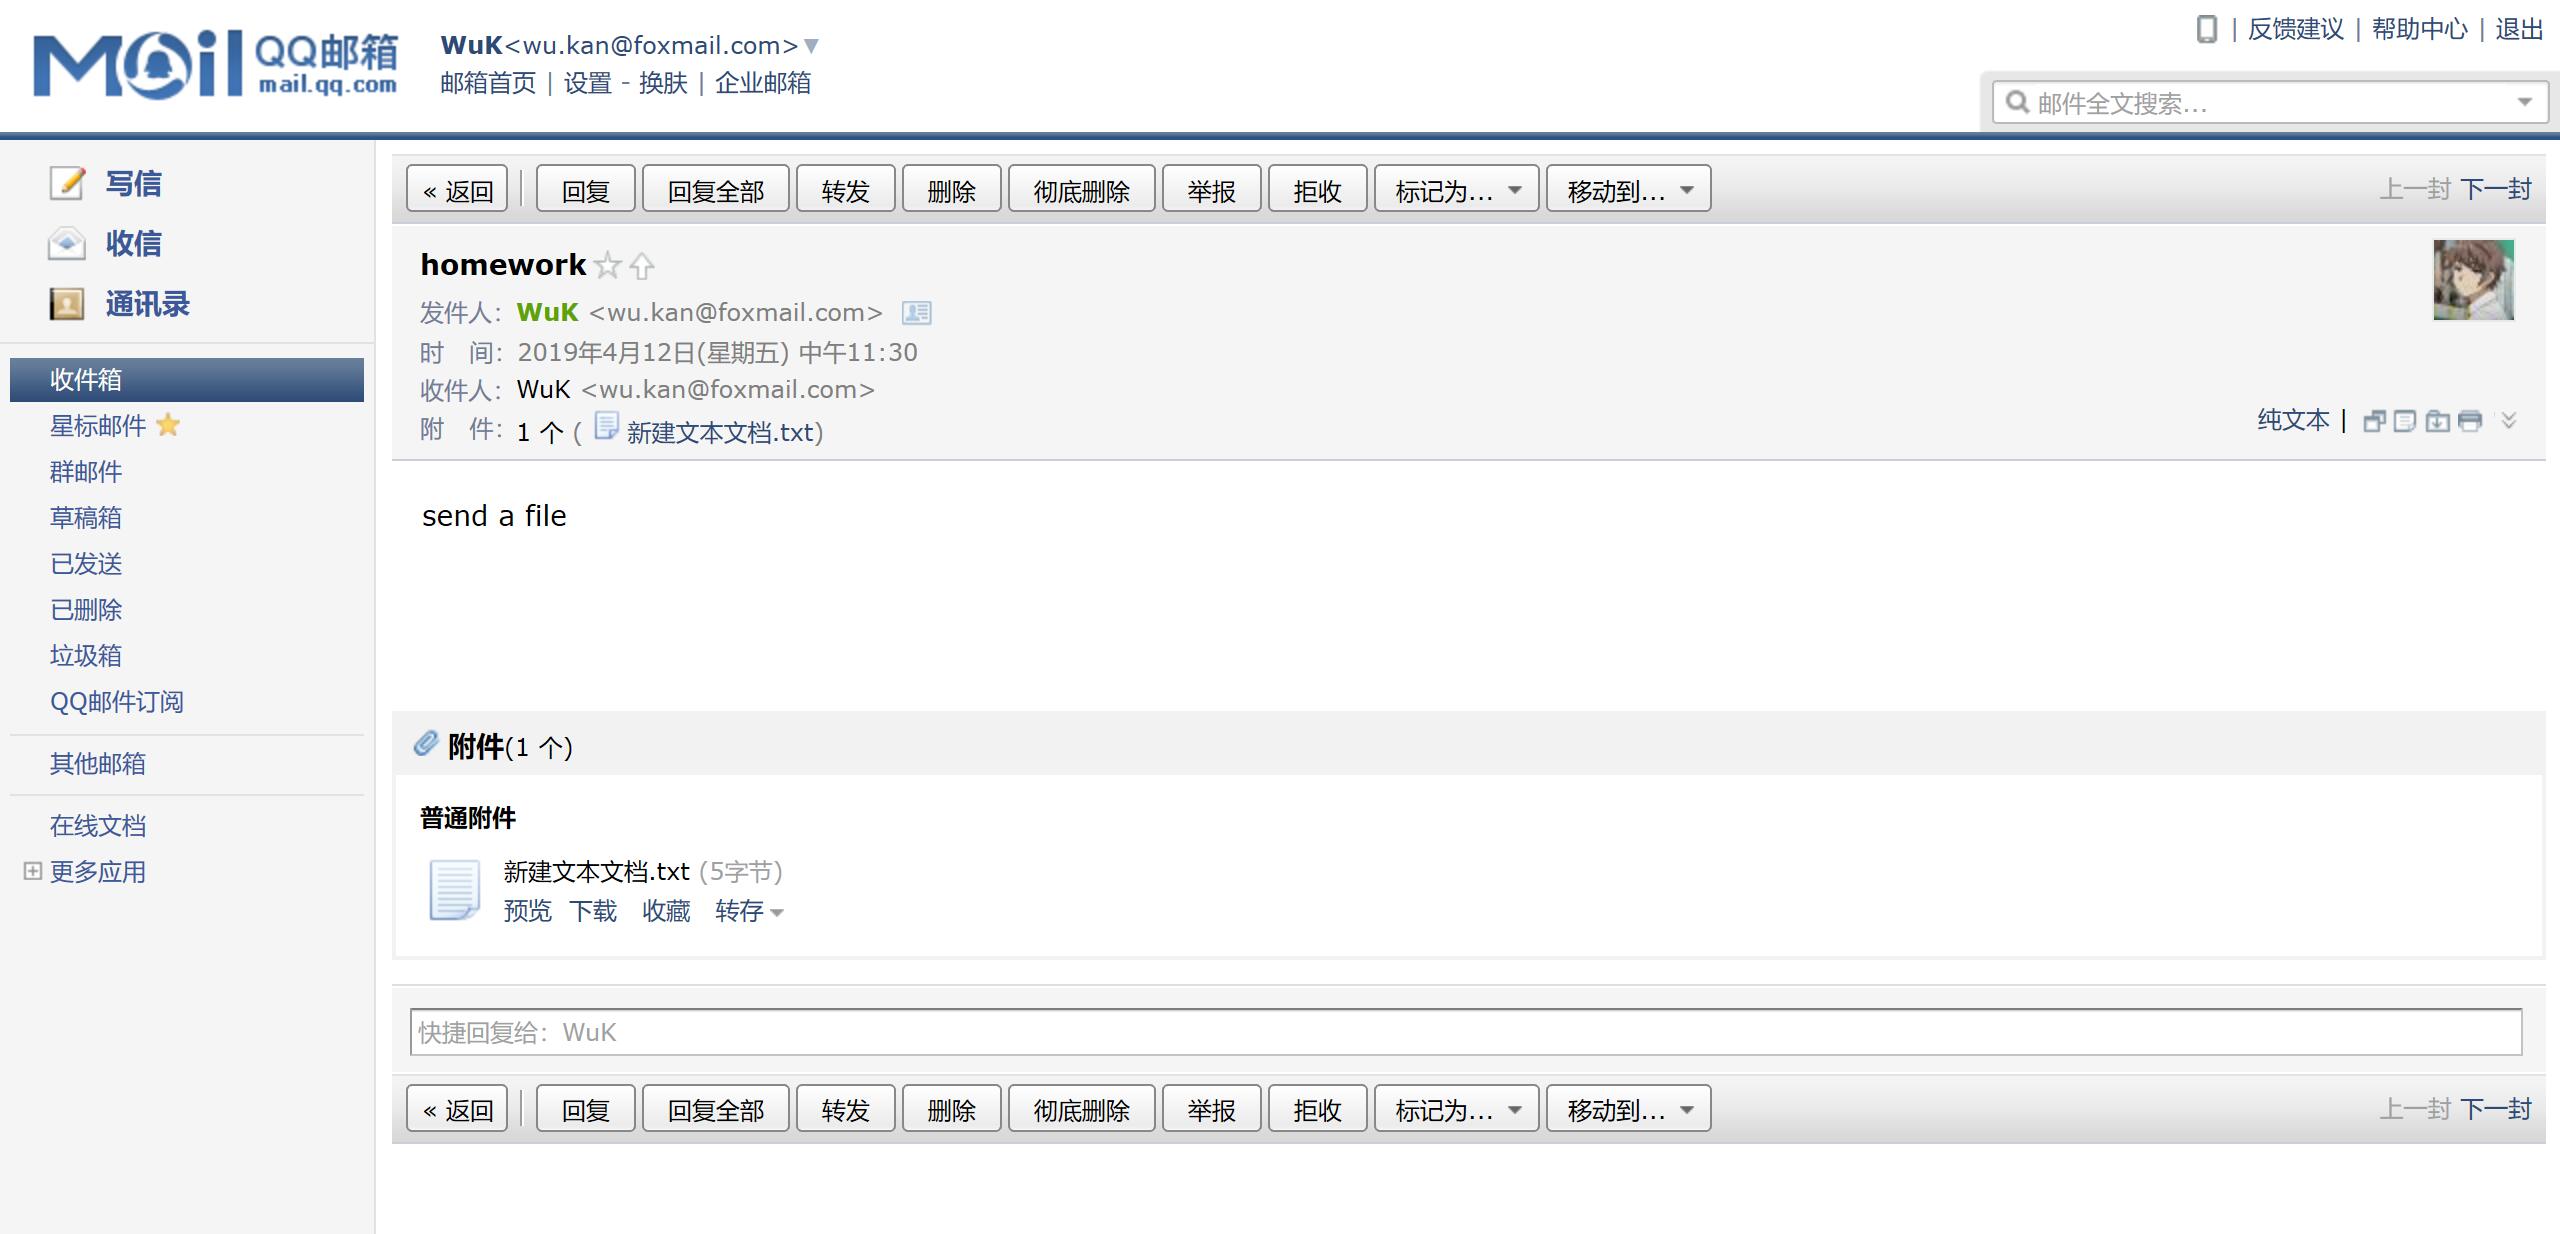 Mail QQ邮箱
mail.qq.com
WuK<wu.kan@foxmail.com>
邮箱首页 | 设置 - 换肤 | 企业邮箱
| 反馈建议 | 帮助中心 | 退出
邮件全文搜索...
写信
收信
通讯录
收件箱
星标邮件
群邮件
草稿箱
已发送
已删除
垃圾箱
QQ邮件订阅
其他邮箱
在线文档
更多应用
« 返回 回复 回复全部 转发 删除 彻底删除 举报 拒收 标记为... 移动到... 上一封 下一封
homework
发件人：WuK <wu.kan@foxmail.com>
时 间：2019年4月12日(星期五) 中午11:30
收件人：WuK <wu.kan@foxmail.com>
附 件：1 个 ( 新建文本文档.txt)
纯文本 |
send a file
附件(1 个)
普通附件
新建文本文档.txt (5字节)
预览 下载 收藏 转存
快捷回复给：WuK
« 返回 回复 回复全部 转发 删除 彻底删除 举报 拒收 标记为... 移动到... 上一封 下一封